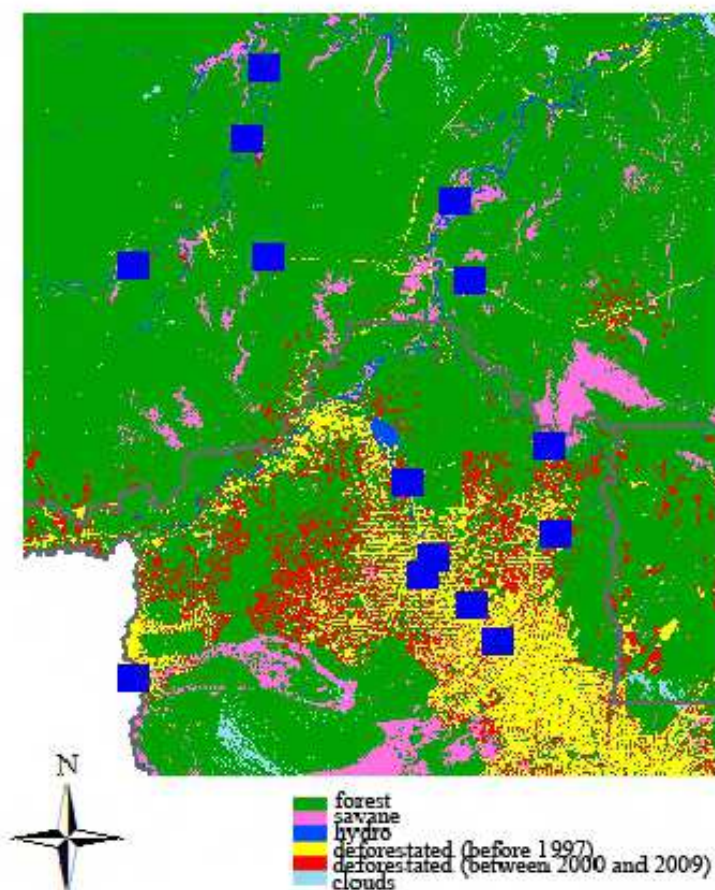 N
forest
savane
hydro
deforestated (before 1997)
deforestated (between 2000 and 2009)
clouds